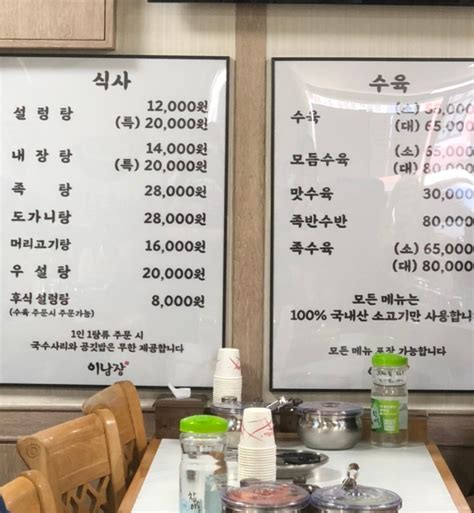 식사
설렁탕 12,000원
(특) 20,000원
내장탕 14,000원
(특) 20,000원
족탕 28,000원
도가니탕 28,000원
머리고기탕 16,000원
우설탕 20,000원
후식 설렁탕 8,000원
(수육 주문시 주문가능)
1인 1탕류 주문 시
국수사리와 공깃밥은 무한 제공합니다
이남장
수육
수육 (소) 55,000
(대) 65,000
모듬수육 (소) 55,000
(대) 80,000
맛수육 30,000
족반수반 80,000
족수육 (소) 65,000
(대) 80,000
모든 메뉴는
100% 국내산 소고기만 사용합니
모든 메뉴 포장 가능합니다